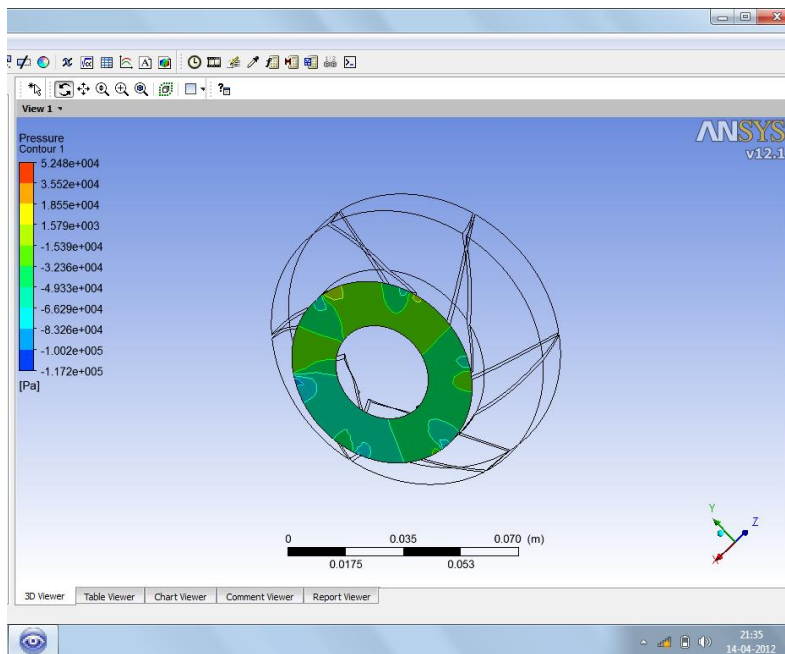 View 1
ANSYS
v12.1
Pressure
Contour 1
5.248e+004
3.552e+004
1.855e+004
1.579e+003
-1.539e+004
-3.236e+004
-4.933e+004
-6.629e+004
-8.326e+004
-1.002e+005
-1.172e+005
[Pa]
0 0.035 0.070 (m)
0.0175 0.053
Y
Z
X
3D Viewer Table Viewer Chart Viewer Comment Viewer Report Viewer
21:35
14-04-2012